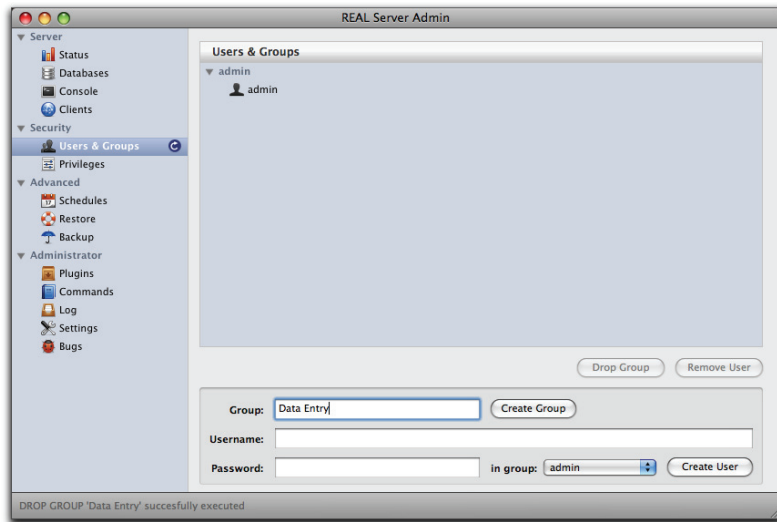 REAL Server Admin
Server
Status
Databases
Console
Clients
Security
Users & Groups
Privileges
Advanced
Schedules
17
Restore
Backup
Administrator
Plugins
Commands
Log
Settings
Bugs
Users & Groups
admin
admin
Drop Group Remove User
Group: Data Entry Create Group
Username:
Password: in group: admin Create User
DROP GROUP 'Data Entry' succesfully executed